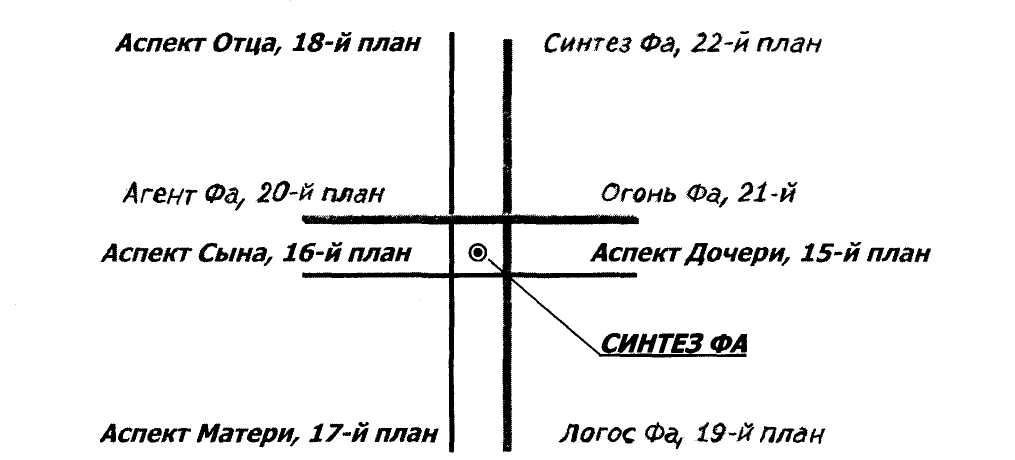 Аспект Отца, 18-й план
Синтез Фа, 22-й план
Агент Фа, 20-й план
Огонь Фа, 21-й
Аспект Сына, 16-й план
Аспект Дочери, 15-й план
СИНТЕЗ ФА
Аспект Матери, 17-й план
Логос Фа, 19-й план